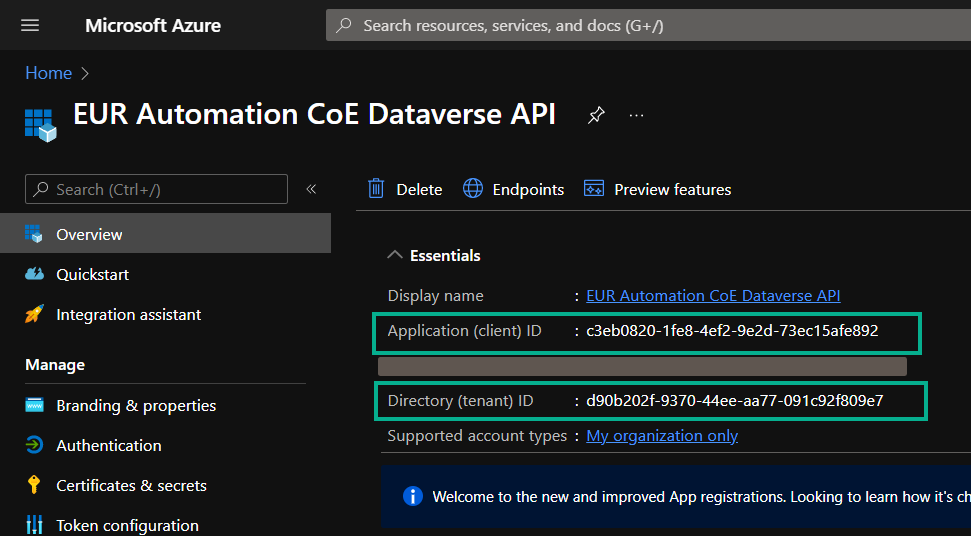 Microsoft Azure
Search resources, services, and docs (G+/)
Home >
EUR Automation CoE Dataverse API
...
Search (Ctrl+/)
«
Delete
Endpoints
Preview features
Overview
Quickstart
Integration assistant
Manage
Branding & properties
Authentication
Certificates & secrets
Token configuration
Essentials
Display name : EUR Automation CoE Dataverse API
Application (client) ID : c3eb0820-1fe8-4ef2-9e2d-73ec15afe892
Directory (tenant) ID : d90b202f-9370-44ee-aa77-091c92f809e7
Supported account types : My organization only
Welcome to the new and improved App registrations. Looking to learn how it's ch